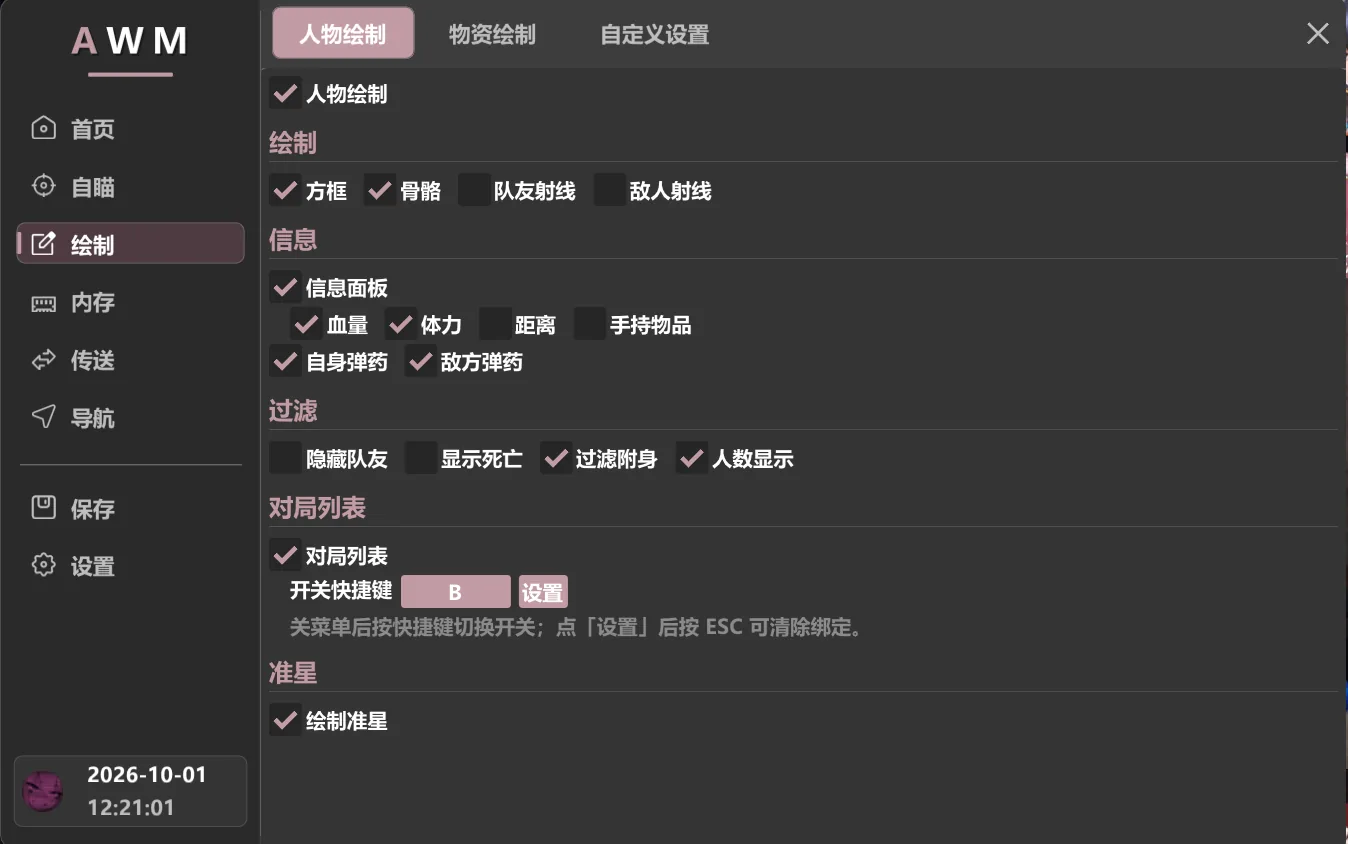 AWM
首页
自瞄
绘制
内存
传送
导航
保存
设置
2026-10-01
12:21:01
人物绘制 物资绘制 自定义设置
人物绘制
绘制
方框 骨骼 队友射线 敌人射线
信息
信息面板
血量 体力 距离 手持物品
自身弹药 敌方弹药
过滤
隐藏队友 显示死亡 过滤附身 人数显示
对局列表
对局列表
开关快捷键 B 设置
关菜单后按快捷键切换开关；点「设置」后按 ESC 可清除绑定。
准星
绘制准星